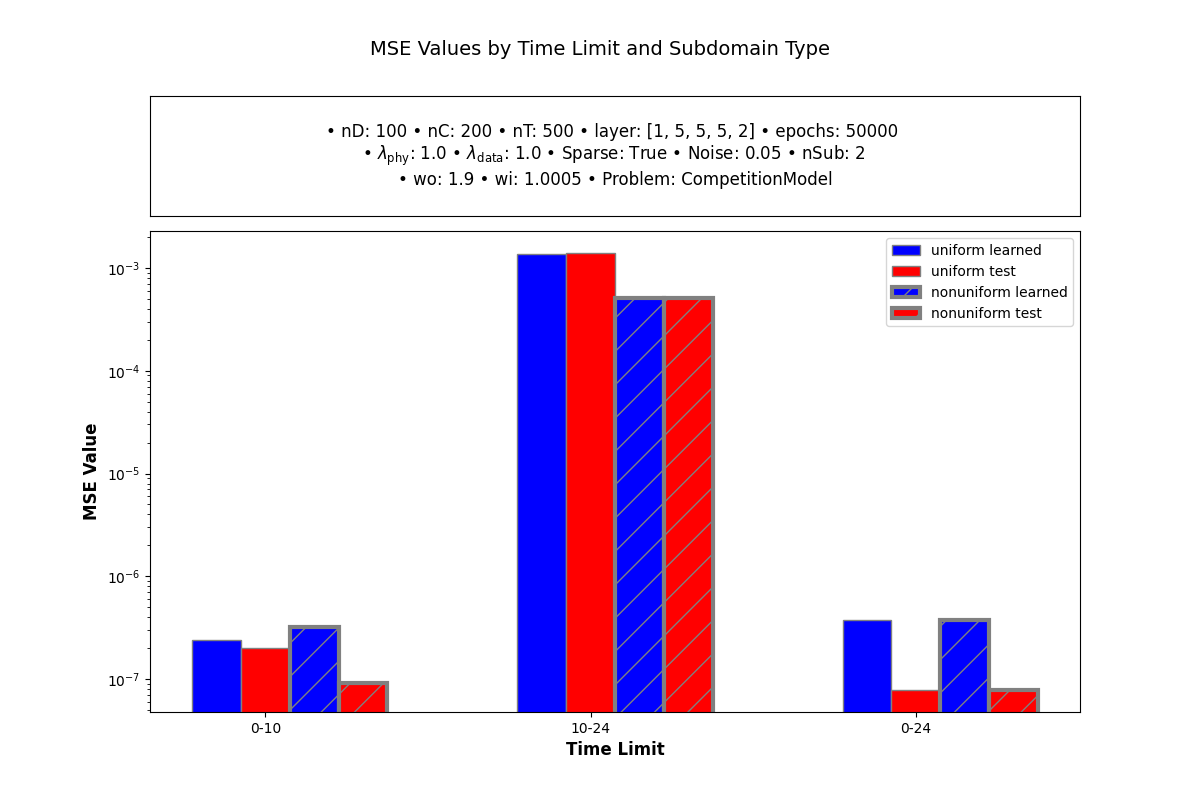 MSE Values by Time Limit and Subdomain Type
• nD: 100 • nC: 200 • nT: 500 • layer: [1, 5, 5, 5, 2] • epochs: 50000
• λphy: 1.0 • λdata: 1.0 • Sparse: True • Noise: 0.05 • nSub: 2
• wo: 1.9 • wi: 1.0005 • Problem: CompetitionModel
uniform learned
uniform test
nonuniform learned
nonuniform test
MSE Value
10⁻³
10⁻⁴
10⁻⁵
10⁻⁶
10⁻⁷
0-10 10-24 0-24
Time Limit